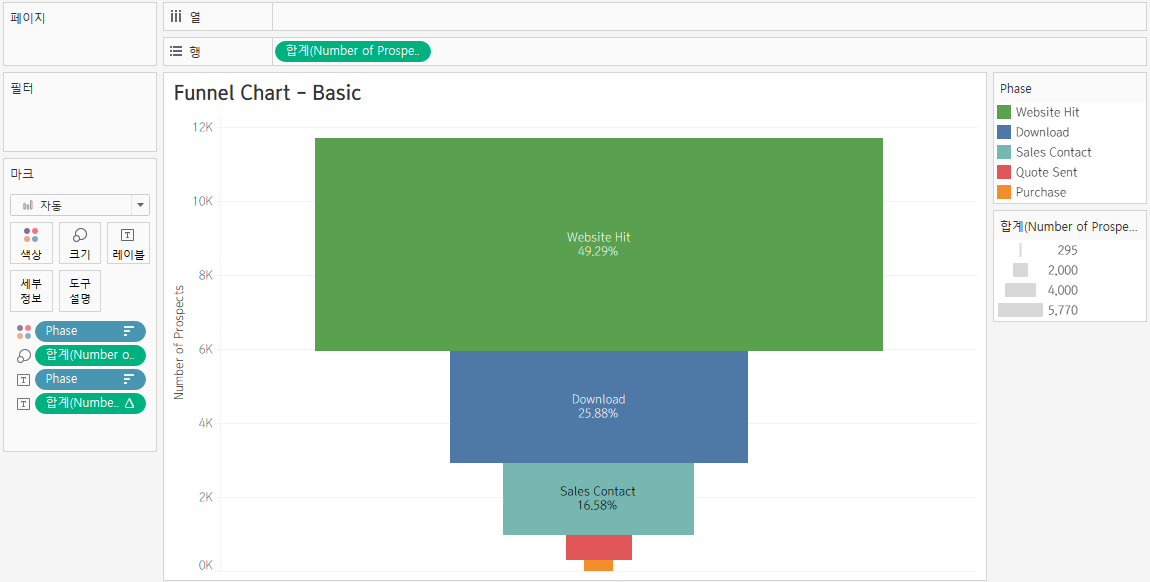 페이지
열
행
합계(Number of Prospe..
필터
마크
자동
색상
크기
레이블
세부
정보
도구
설명
Phase
합계(Number o..
Phase
합계(Numbe..
Funnel Chart – Basic
Number of Prospects
12K
10K
8K
6K
4K
2K
0K
Website Hit
49.29%
Download
25.88%
Sales Contact
16.58%
Phase
Website Hit
Download
Sales Contact
Quote Sent
Purchase
합계(Number of Prospe...
295
2,000
4,000
5,770